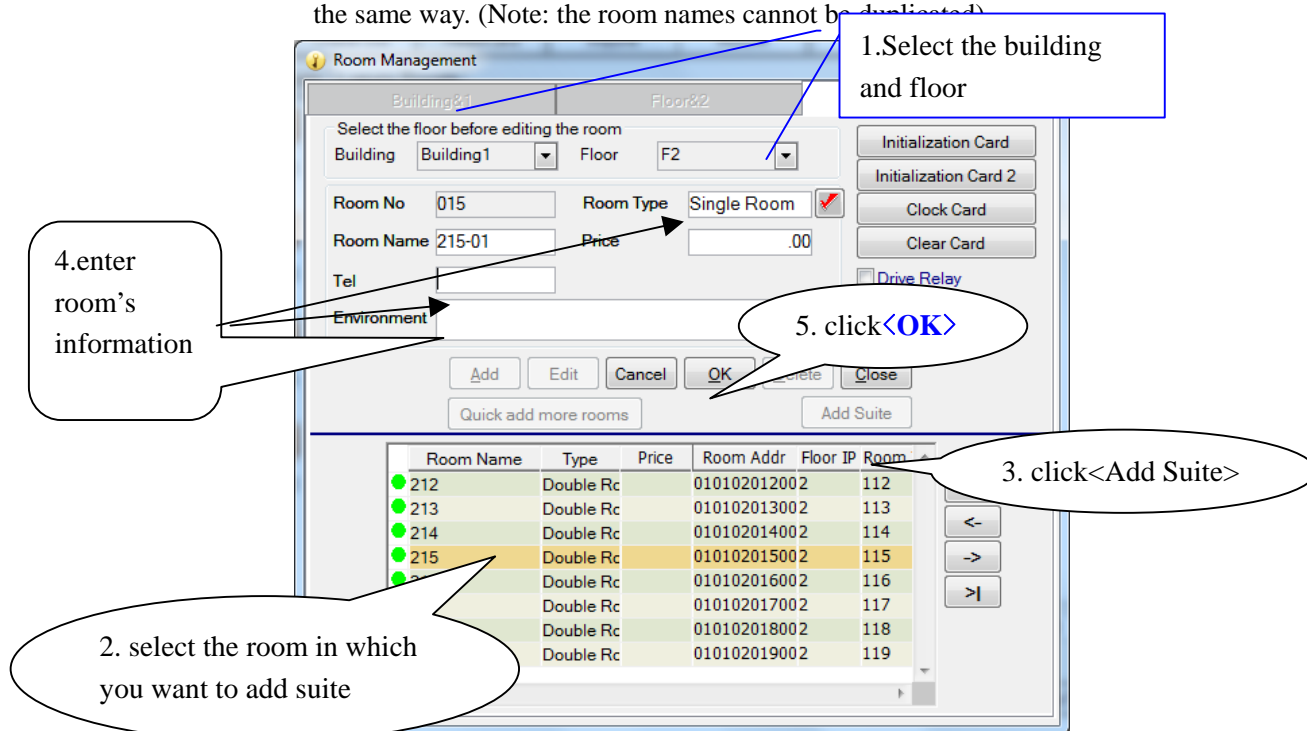 the same way. (Note: the room names cannot be duplicated)
1.Select the building
and floor
Room Management
Building&1
Floor&2
Select the floor before editing the room
Building
Building1
Floor
F2
Initialization Card
Initialization Card 2
Room No
015
Room Type
Single Room
Clock Card
Room Name
215-01
Price
.00
Clear Card
4.enter
room's
information
Tel
Drive Relay
Environment
5. click<OK>
Add
Edit
Cancel
OK
Close
Quick add more rooms
Add Suite
Room Name Type Price Room Addr Floor IP Room
3. click<Add Suite>
212 Double Rc 010102012002 112
213 Double Rc 010102013002 113
<-
214 Double Rc 010102014002 114
215 Double Rc 010102015002 115
->
Double Rc 010102016002 116
>|
Double Rc 010102017002 117
Double Rc 010102018002 118
Double Rc 010102019002 119
2. select the room in which
you want to add suite